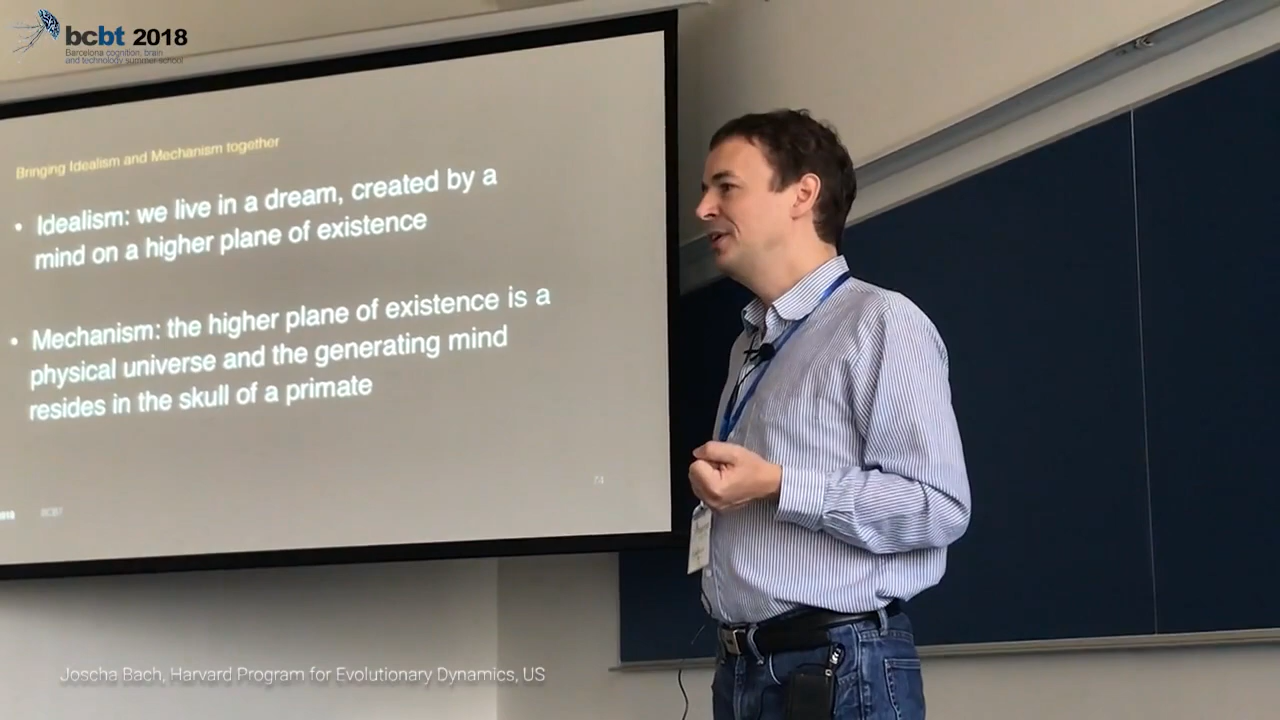 bcbt 2018
Barcelona cognition, brain
and technology summer school
Bringing Idealism and Mechanism together
• Idealism: we live in a dream, created by a
mind on a higher plane of existence
• Mechanism: the higher plane of existence is a
physical universe and the generating mind
resides in the skull of a primate
74
BCBT
Joscha Bach, Harvard Program for Evolutionary Dynamics, US